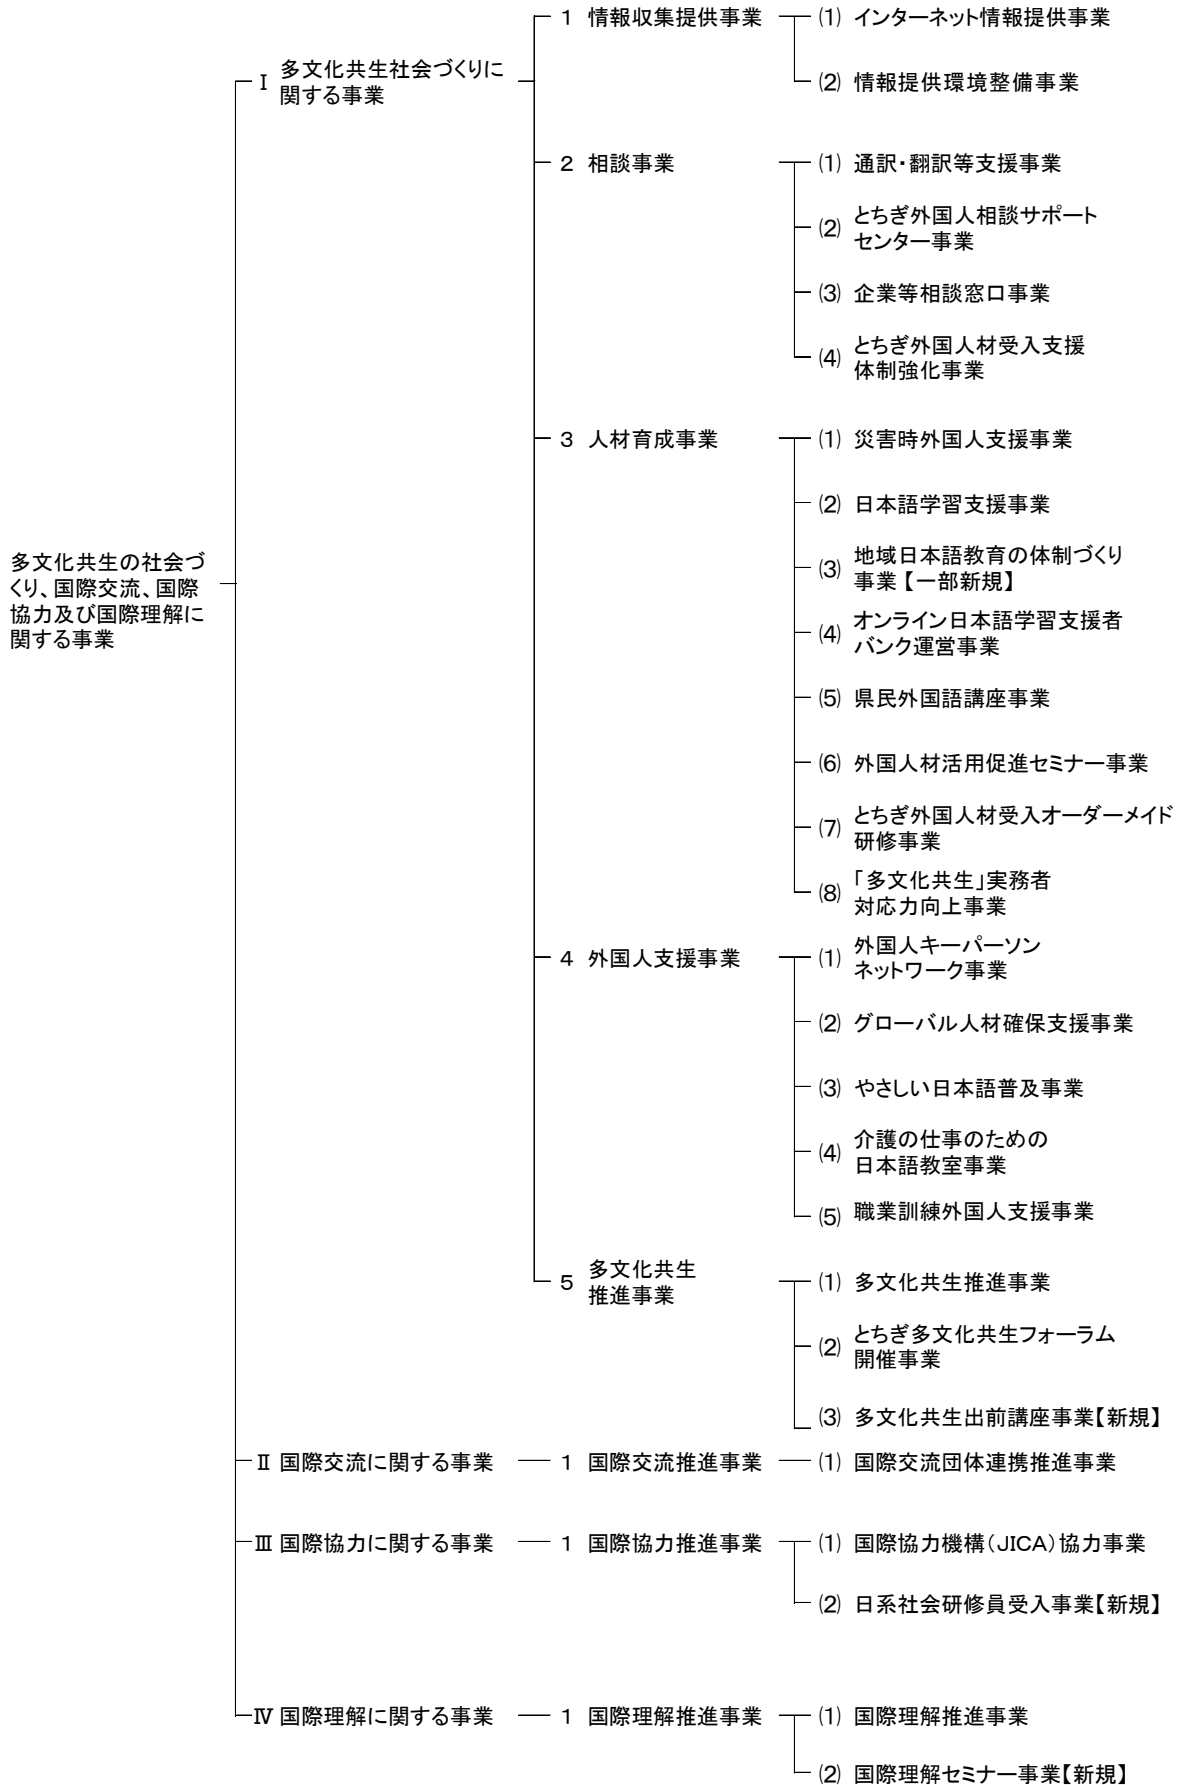 多文化共生の社会づ
くり、国際交流、国際
協力及び国際理解に
関する事業
Ⅰ 多文化共生社会づくりに
関する事業
1 情報収集提供事業
(1) インターネット情報提供事業
(2) 情報提供環境整備事業
2 相談事業
(1) 通訳・翻訳等支援事業
(2) とちぎ外国人相談サポート
センター事業
(3) 企業等相談窓口事業
(4) とちぎ外国人材受入支援
体制強化事業
3 人材育成事業
(1) 災害時外国人支援事業
(2) 日本語学習支援事業
(3) 地域日本語教育の体制づくり
事業【一部新規】
(4) オンライン日本語学習支援者
バンク運営事業
(5) 県民外国語講座事業
(6) 外国人材活用促進セミナー事業
(7) とちぎ外国人材受入オーダーメイド
研修事業
(8) 「多文化共生」実務者
対応力向上事業
4 外国人支援事業
(1) 外国人キーパーソン
ネットワーク事業
(2) グローバル人材確保支援事業
(3) やさしい日本語普及事業
(4) 介護の仕事のための
日本語教室事業
(5) 職業訓練外国人支援事業
5 多文化共生
推進事業
(1) 多文化共生推進事業
(2) とちぎ多文化共生フォーラム
開催事業
(3) 多文化共生出前講座事業【新規】
Ⅱ 国際交流に関する事業
1 国際交流推進事業
(1) 国際交流団体連携推進事業
Ⅲ 国際協力に関する事業
1 国際協力推進事業
(1) 国際協力機構(JICA)協力事業
(2) 日系社会研修員受入事業【新規】
Ⅳ 国際理解に関する事業
1 国際理解推進事業
(1) 国際理解推進事業
(2) 国際理解セミナー事業【新規】